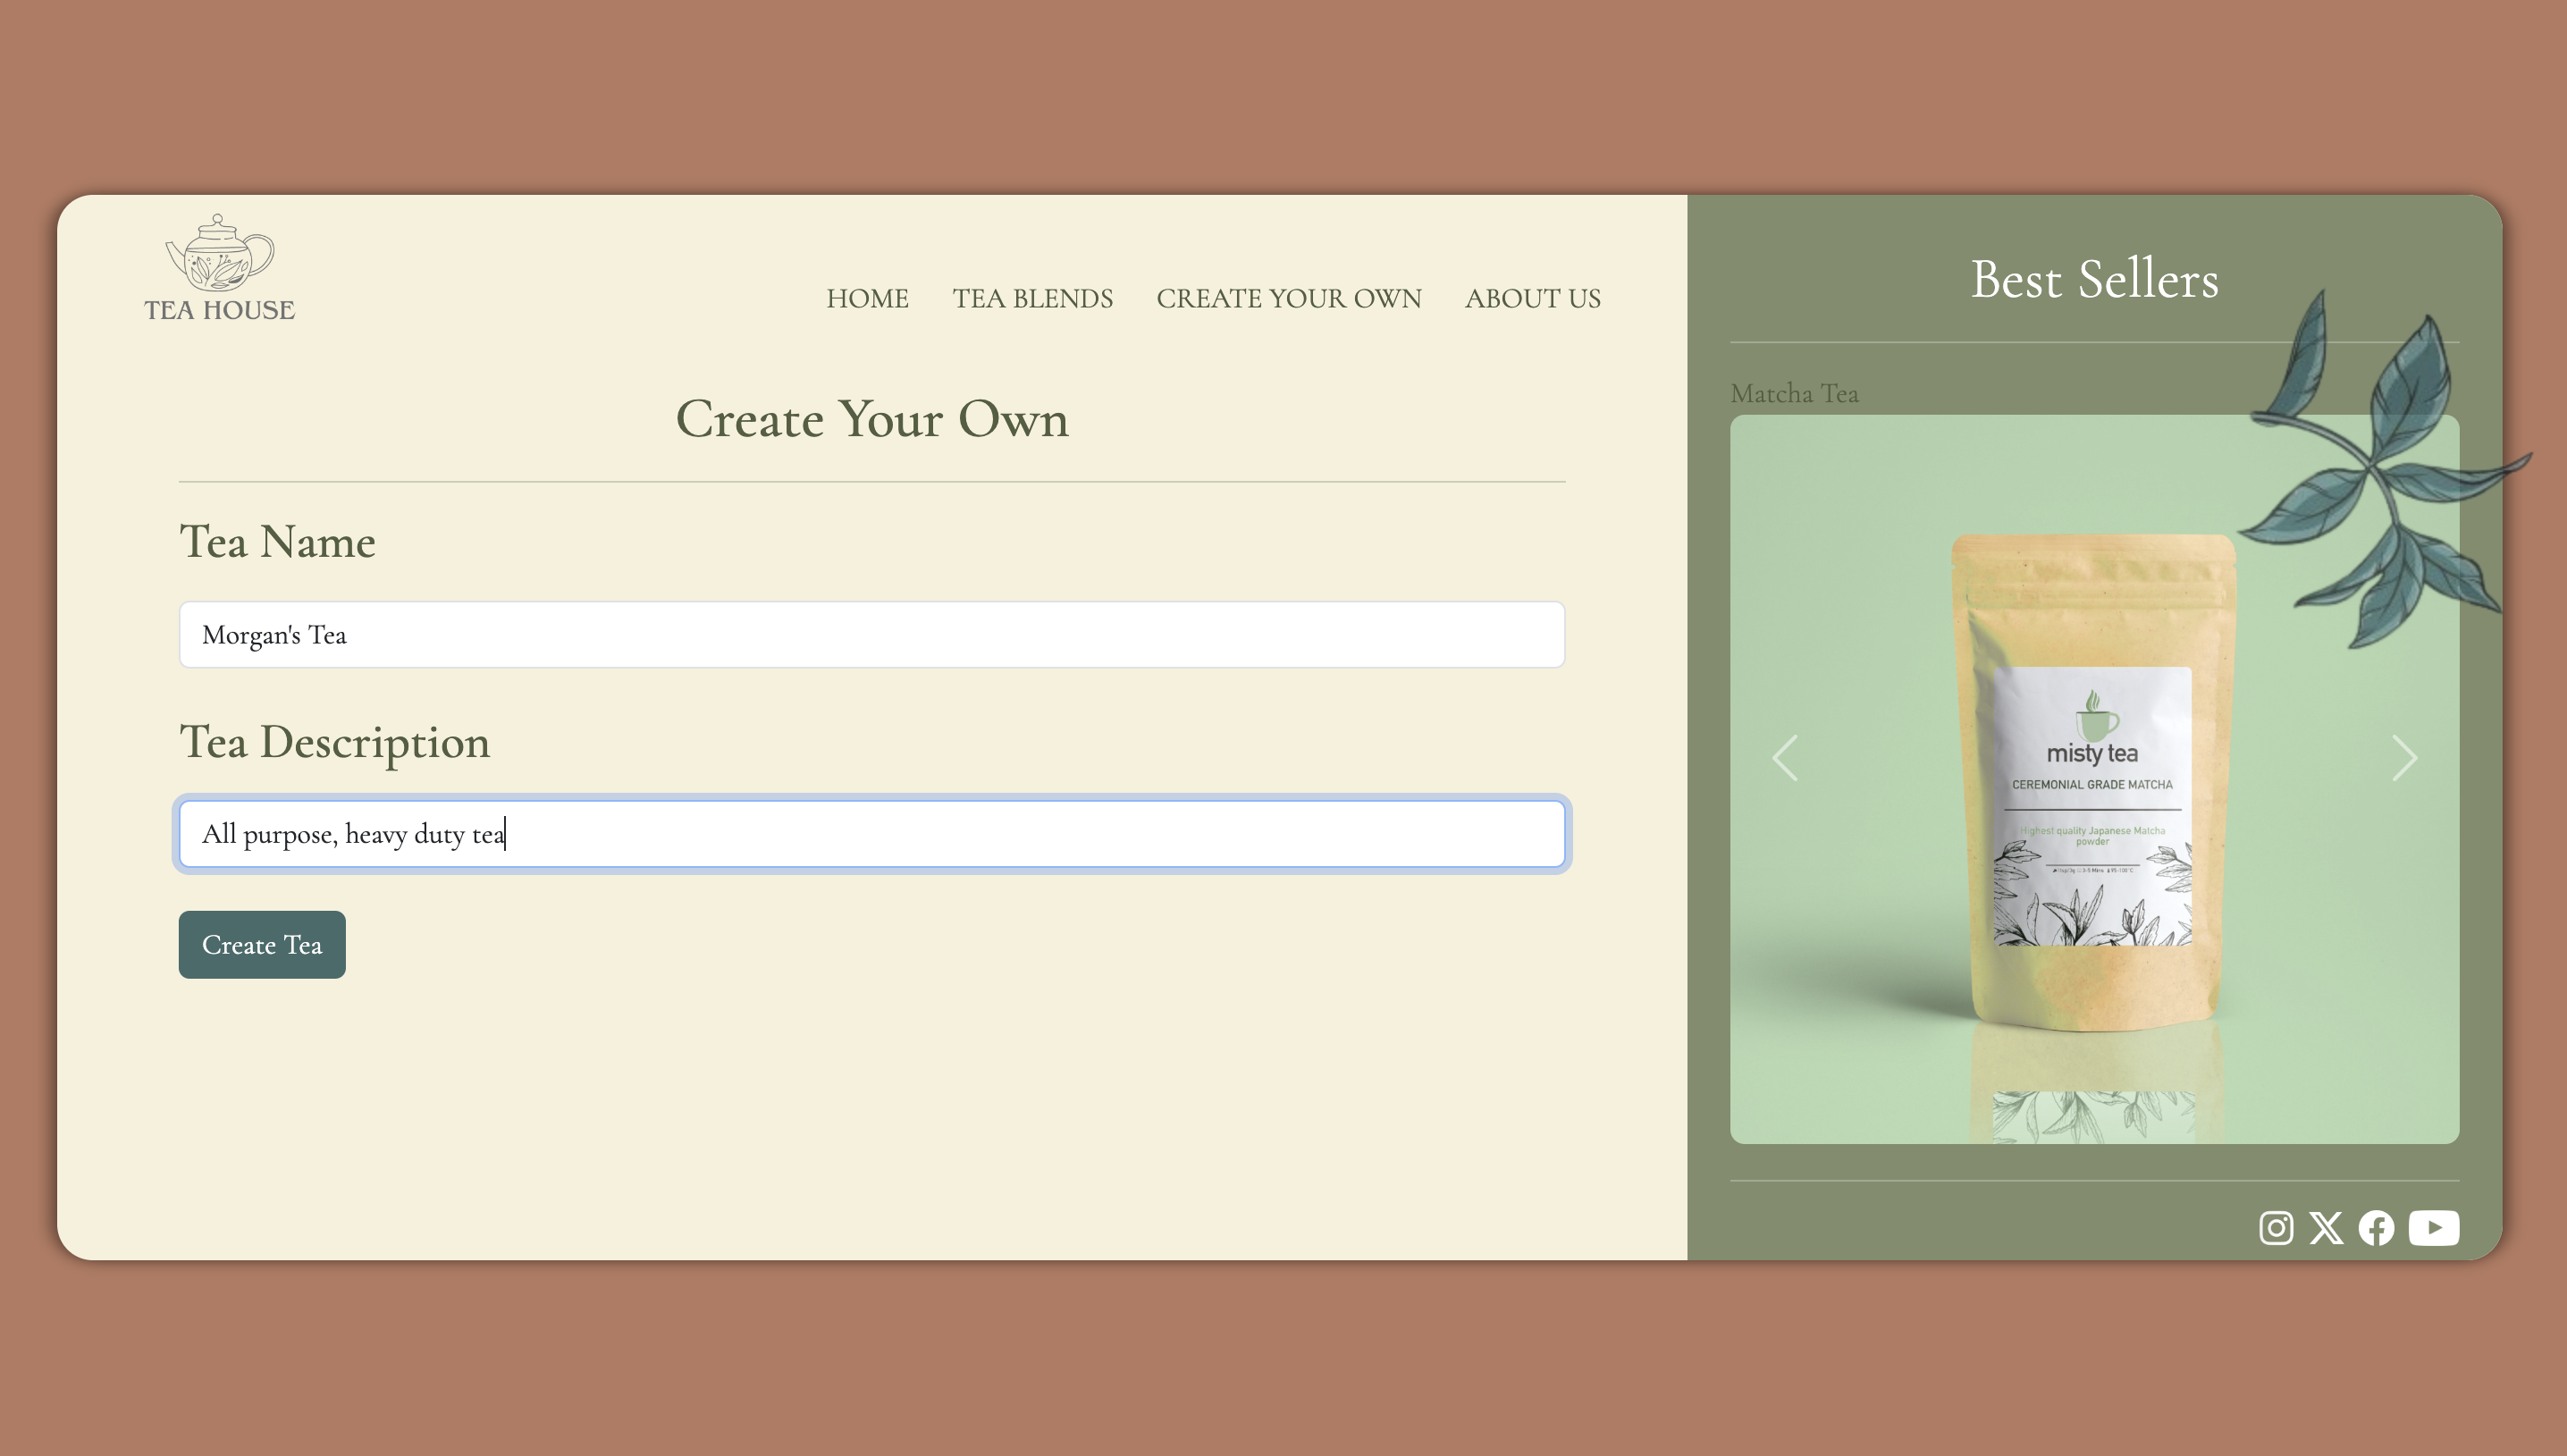 TEA HOUSE
HOME TEA BLENDS CREATE YOUR OWN ABOUT US
Create Your Own
Tea Name
Morgan's Tea
Tea Description
All purpose, heavy duty tea
Create Tea
Best Sellers
Matcha Tea
misty tea
CEREMONIAL GRADE MATCHA
Highest quality Japanese Matcha
powder